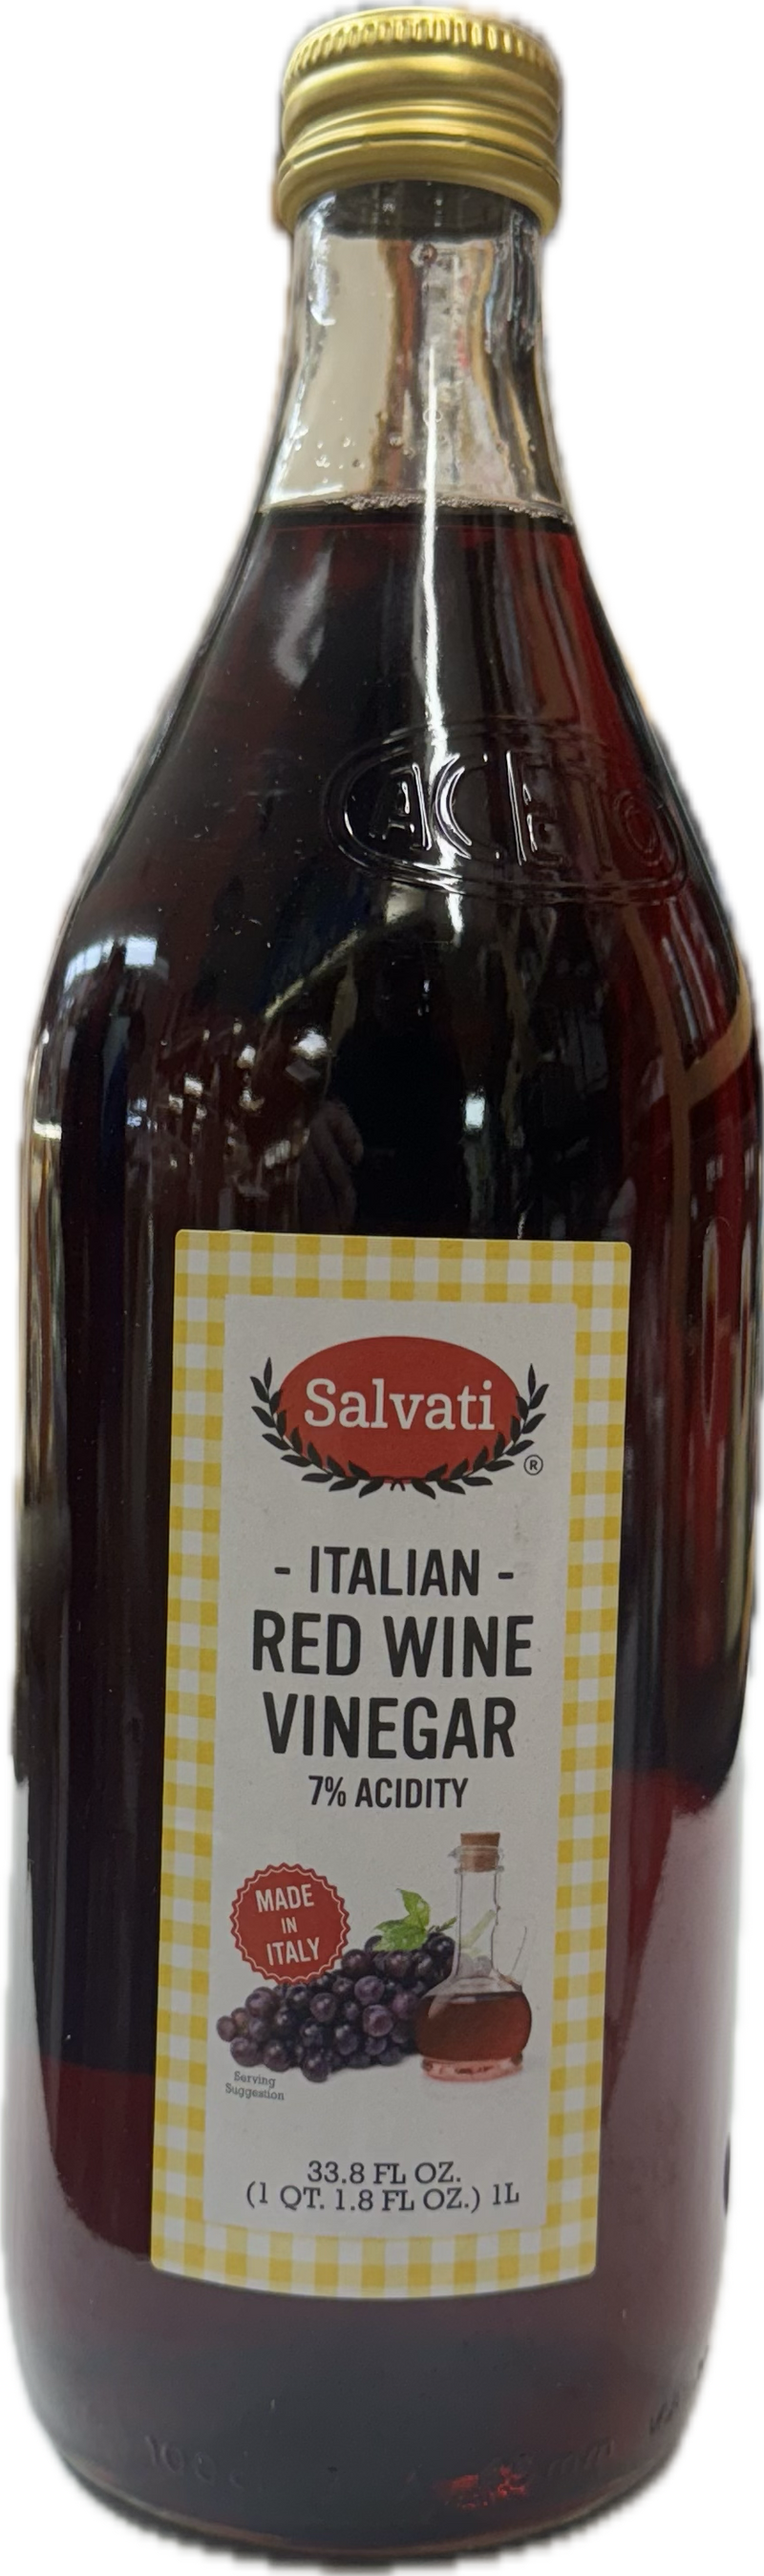 ACETO
Salvati
®
- ITALIAN -
RED WINE
VINEGAR
7% ACIDITY
MADE
IN
ITALY
Serving
Suggestion
33.8 FL OZ.
(1 QT. 1.8 FL OZ.) 1L